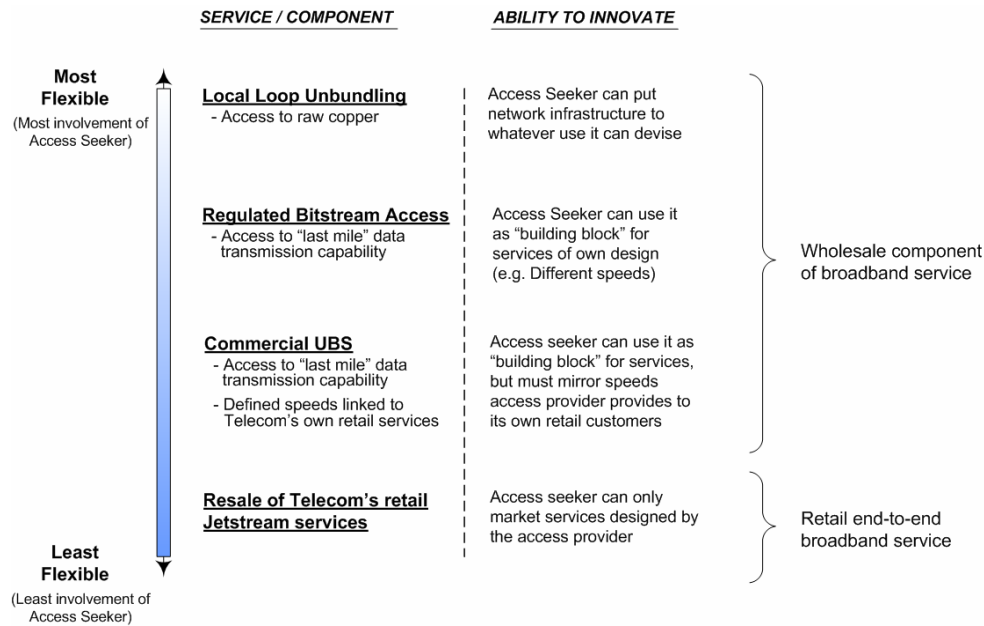 SERVICE / COMPONENT
ABILITY TO INNOVATE
Most
Flexible
(Most involvement of
Access Seeker)
Local Loop Unbundling
- Access to raw copper
Access Seeker can put
network infrastructure to
whatever use it can devise
Regulated Bitstream Access
- Access to “last mile” data
transmission capability
Access Seeker can use it
as “building block” for
services of own design
(e.g. Different speeds)
Wholesale component
of broadband service
Commercial UBS
- Access to “last mile” data
transmission capability
- Defined speeds linked to
Telecom’s own retail services
Access seeker can use it as
“building block” for services,
but must mirror speeds
access provider provides to
its own retail customers
Resale of Telecom’s retail
Jetstream services
Access seeker can only
market services designed by
the access provider
Retail end-to-end
broadband service
Least
Flexible
(Least involvement of
Access Seeker)